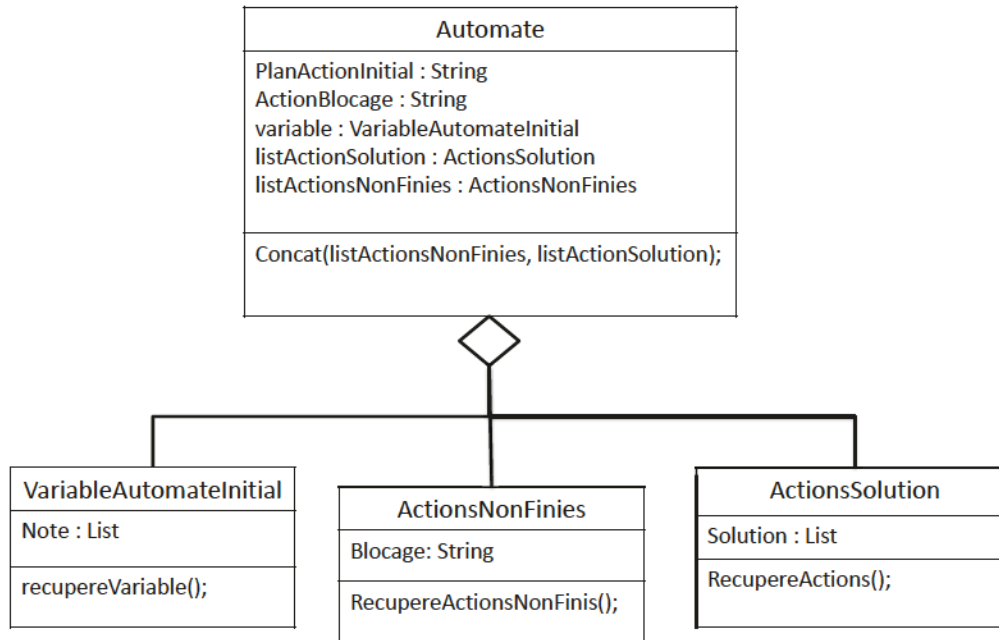 Automate
PlanActionInitial : String
ActionBlocage : String
variable : VariableAutomateInitial
listActionSolution : ActionsSolution
listActionsNonFinies : ActionsNonFinies
Concat(listActionsNonFinies, listActionSolution);
VariableAutomateInitial
Note : List
recupereVariable();
ActionsNonFinies
Blocage: String
RecupereActionsNonFinis();
ActionsSolution
Solution : List
RecupereActions();